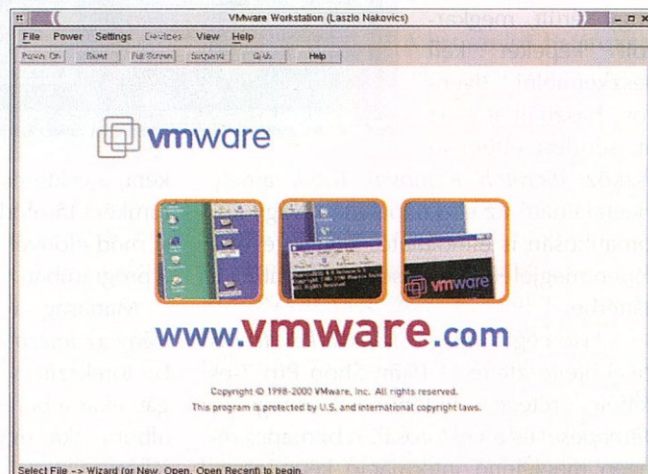 VMware Workstation (Laszlo Nakovics)
File Power Settings Devices View Help
Power On Reset Full Screen Suspend Grab Help
vmware
vmware
www.vmware.com
Copyright © 1998-2000 VMware, Inc. All rights reserved.
This program is protected by U.S. and international copyright laws.
Select File -> Wizard (or New, Open, Open Recent) to begin.